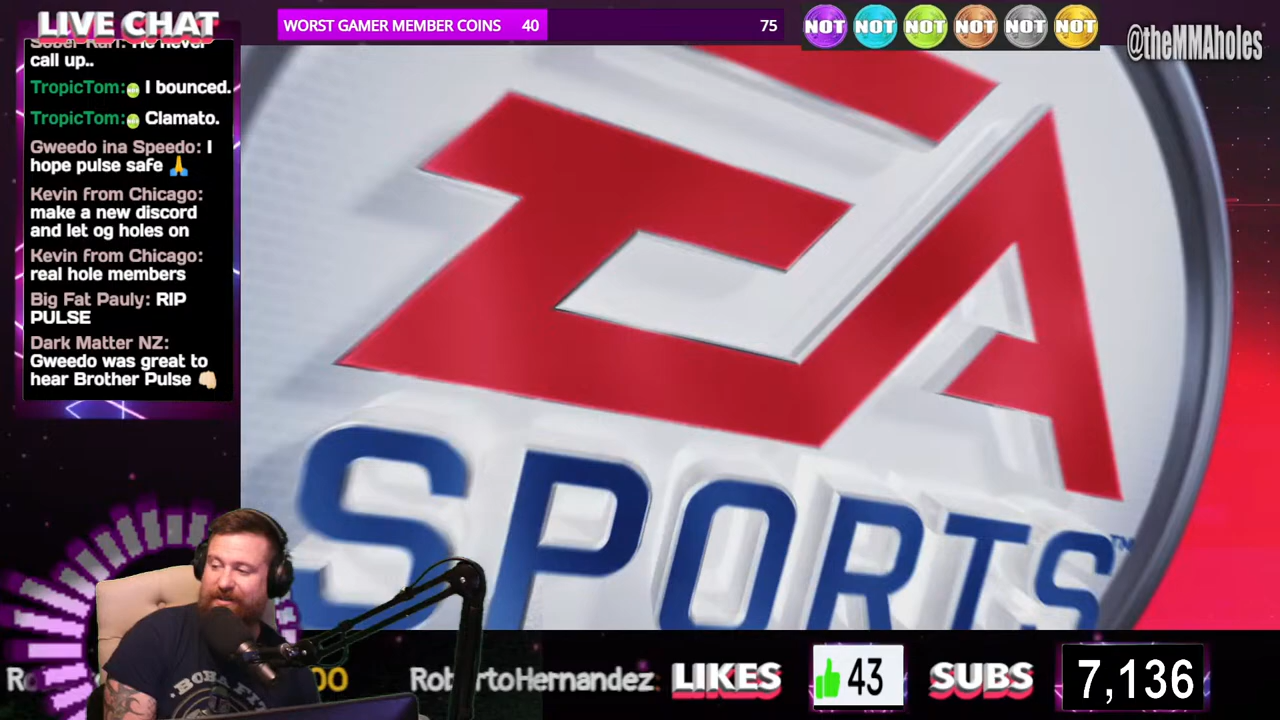 LIVE CHAT
WORST GAMER MEMBER COINS 40
75
NOT NOT NOT NOT NOT NOT
@theMMAholes
call up..
TropicTom: I bounced.
TropicTom: Clamato.
Gweedo ina Speedo: I
hope pulse safe 🙏
Kevin from Chicago:
make a new discord
and let og holes on
Kevin from Chicago:
real hole members
Big Fat Pauly: RIP
PULSE
Dark Matter NZ:
Gweedo was great to
hear Brother Pulse 👊🏻
EA
SPORTS™
RobertoHernandez:
LIKES
43
SUBS
7,136